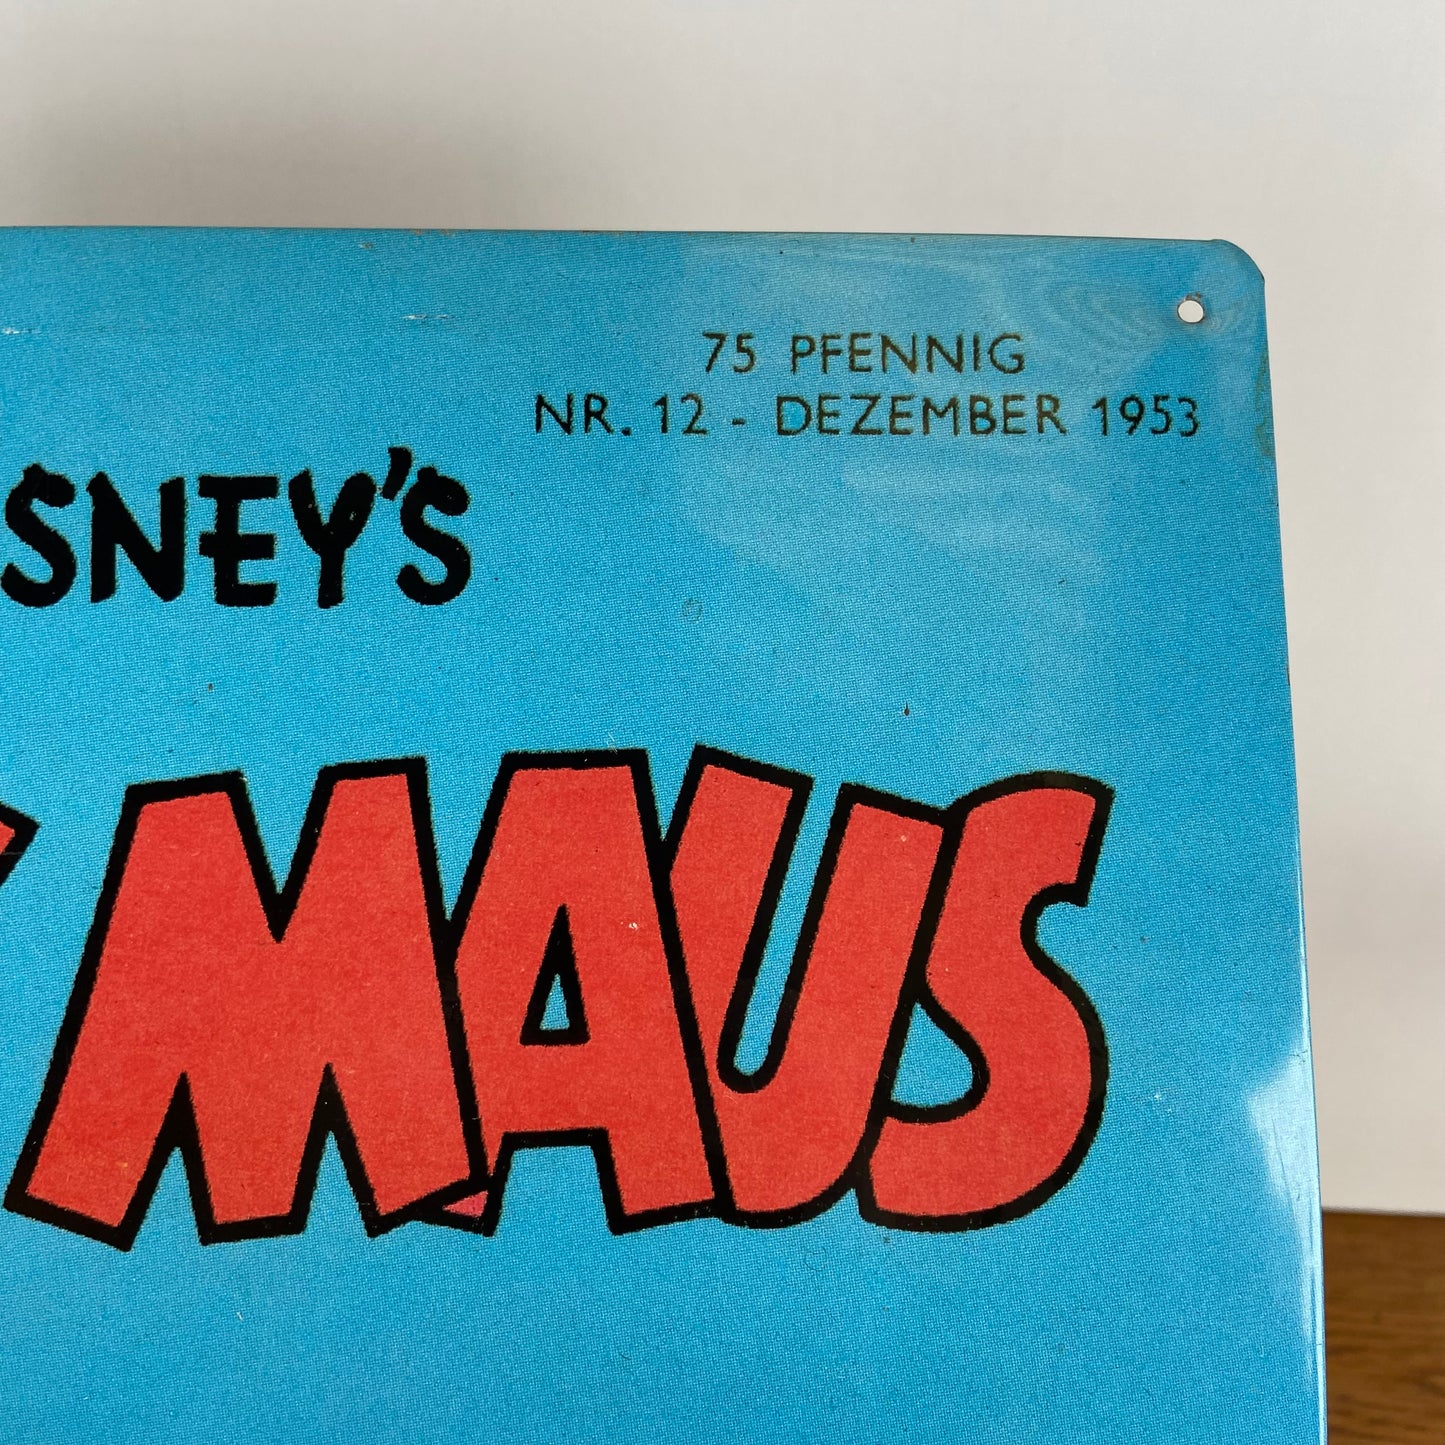 75 PFENNIG
NR. 12 - DEZEMBER 1953
SNEY'S
MAUS